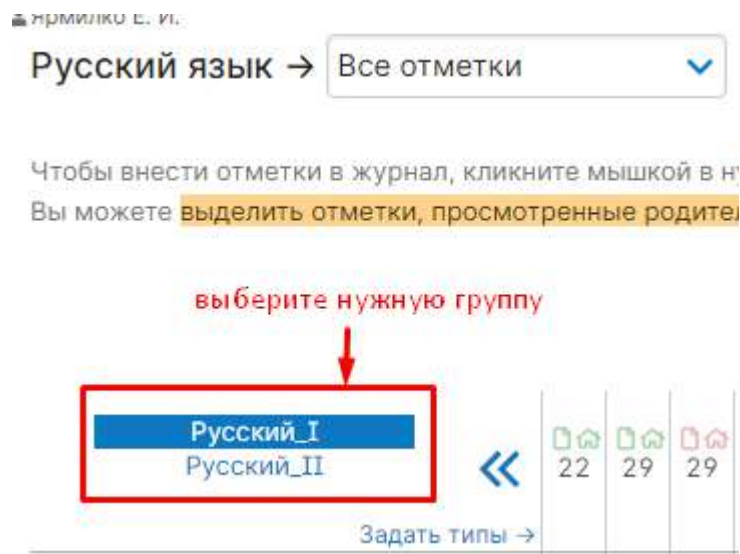 Ярмилко Е. И.
Русский язык → Все отметки
Чтобы внести отметки в журнал, кликните мышкой в
Вы можете выделить отметки, просмотренные
выберите нужную группу
Русский_I
Русский_II
22 29 29
Задать типы →